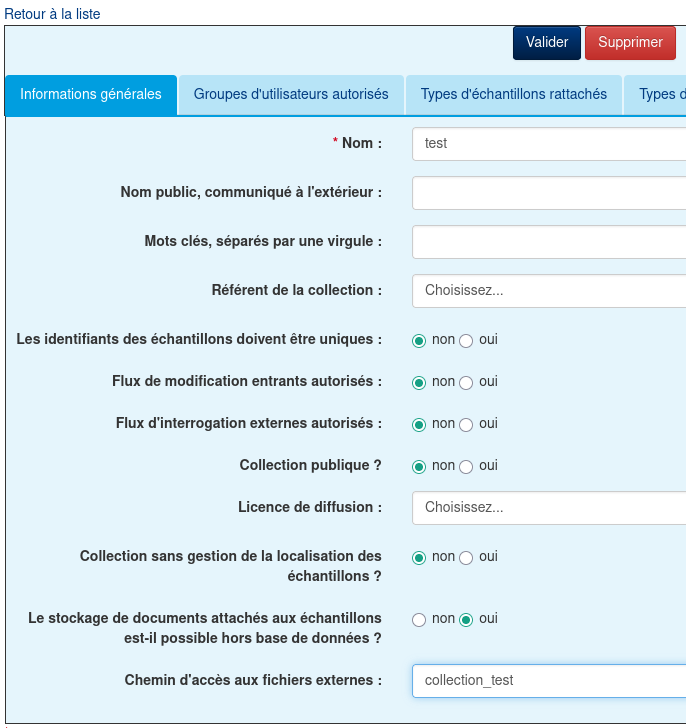 Retour à la liste
Valider Supprimer
Informations générales Groupes d'utilisateurs autorisés Types d'échantillons rattachés Types d
* Nom : test
Nom public, communiqué à l'extérieur :
Mots clés, séparés par une virgule :
Référent de la collection : Choisissez...
Les identifiants des échantillons doivent être uniques : non oui
Flux de modification entrants autorisés : non oui
Flux d'interrogation externes autorisés : non oui
Collection publique ? non oui
Licence de diffusion : Choisissez...
Collection sans gestion de la localisation des non oui
échantillons ?
Le stockage de documents attachés aux échantillons non oui
est-il possible hors base de données ?
Chemin d'accès aux fichiers externes : collection_test